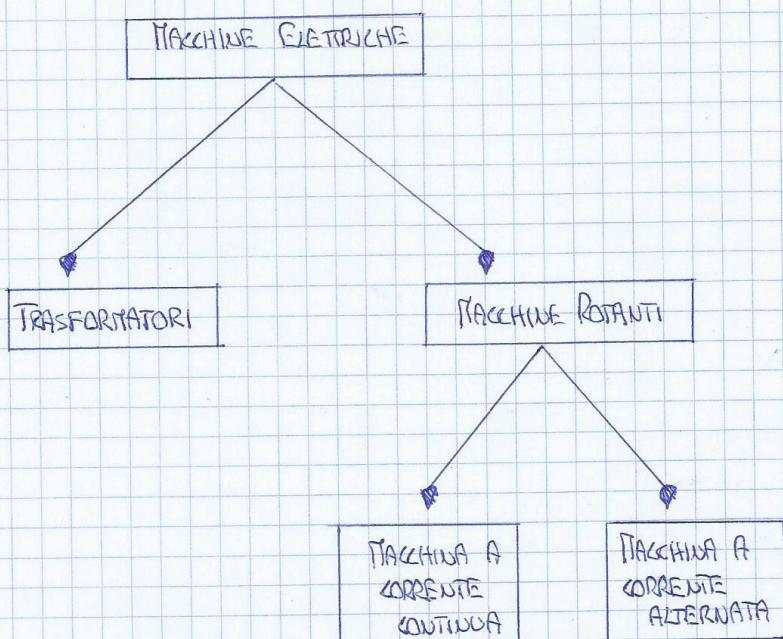 MACCHINE ELETTRICHE
TRASFORMATORI
MACCHINE ROTANTI
MACCHINA A
CORRENTE
CONTINUA
MACCHINA A
CORRENTE
ALTERNATA